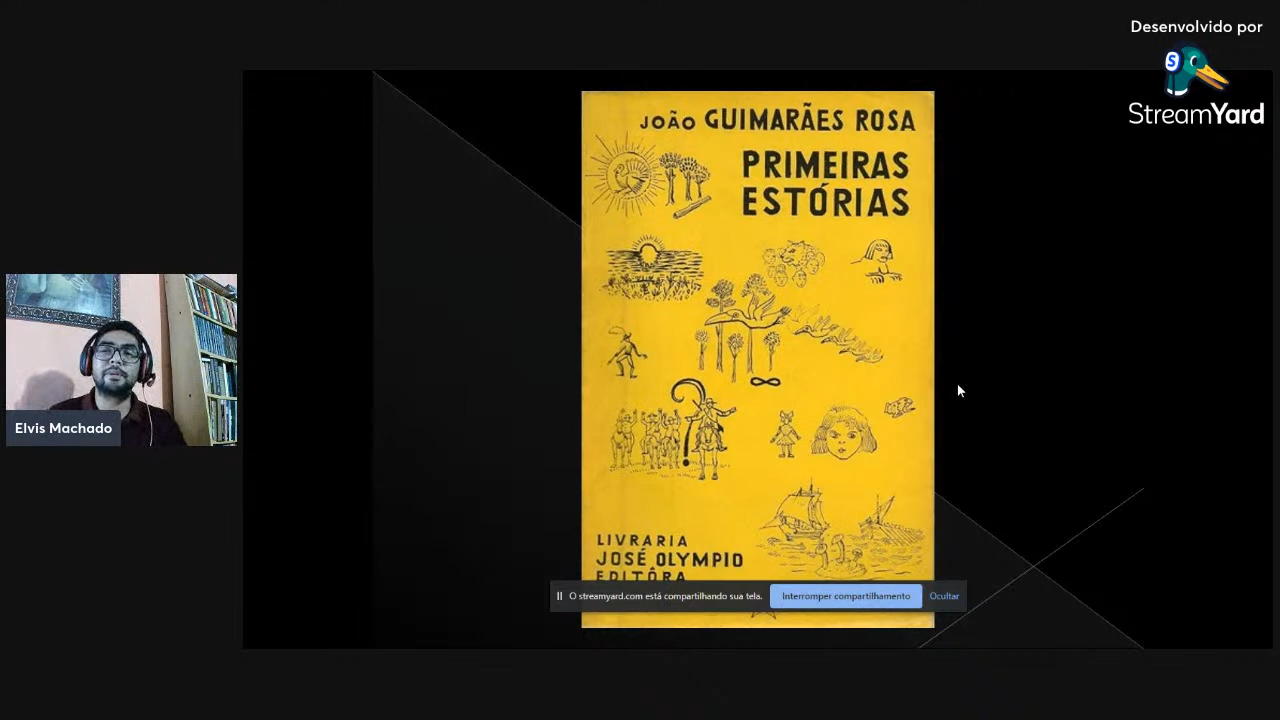 Desenvolvido por
StreamYard
JOÃO GUIMARÃES ROSA
PRIMEIRAS
ESTÓRIAS
Elvis Machado
LIVRARIA
JOSÉ OLYMPIO
EDITÔRA
O streamyard.com está compartilhando sua tela.
Interromper compartilhamento
Ocultar